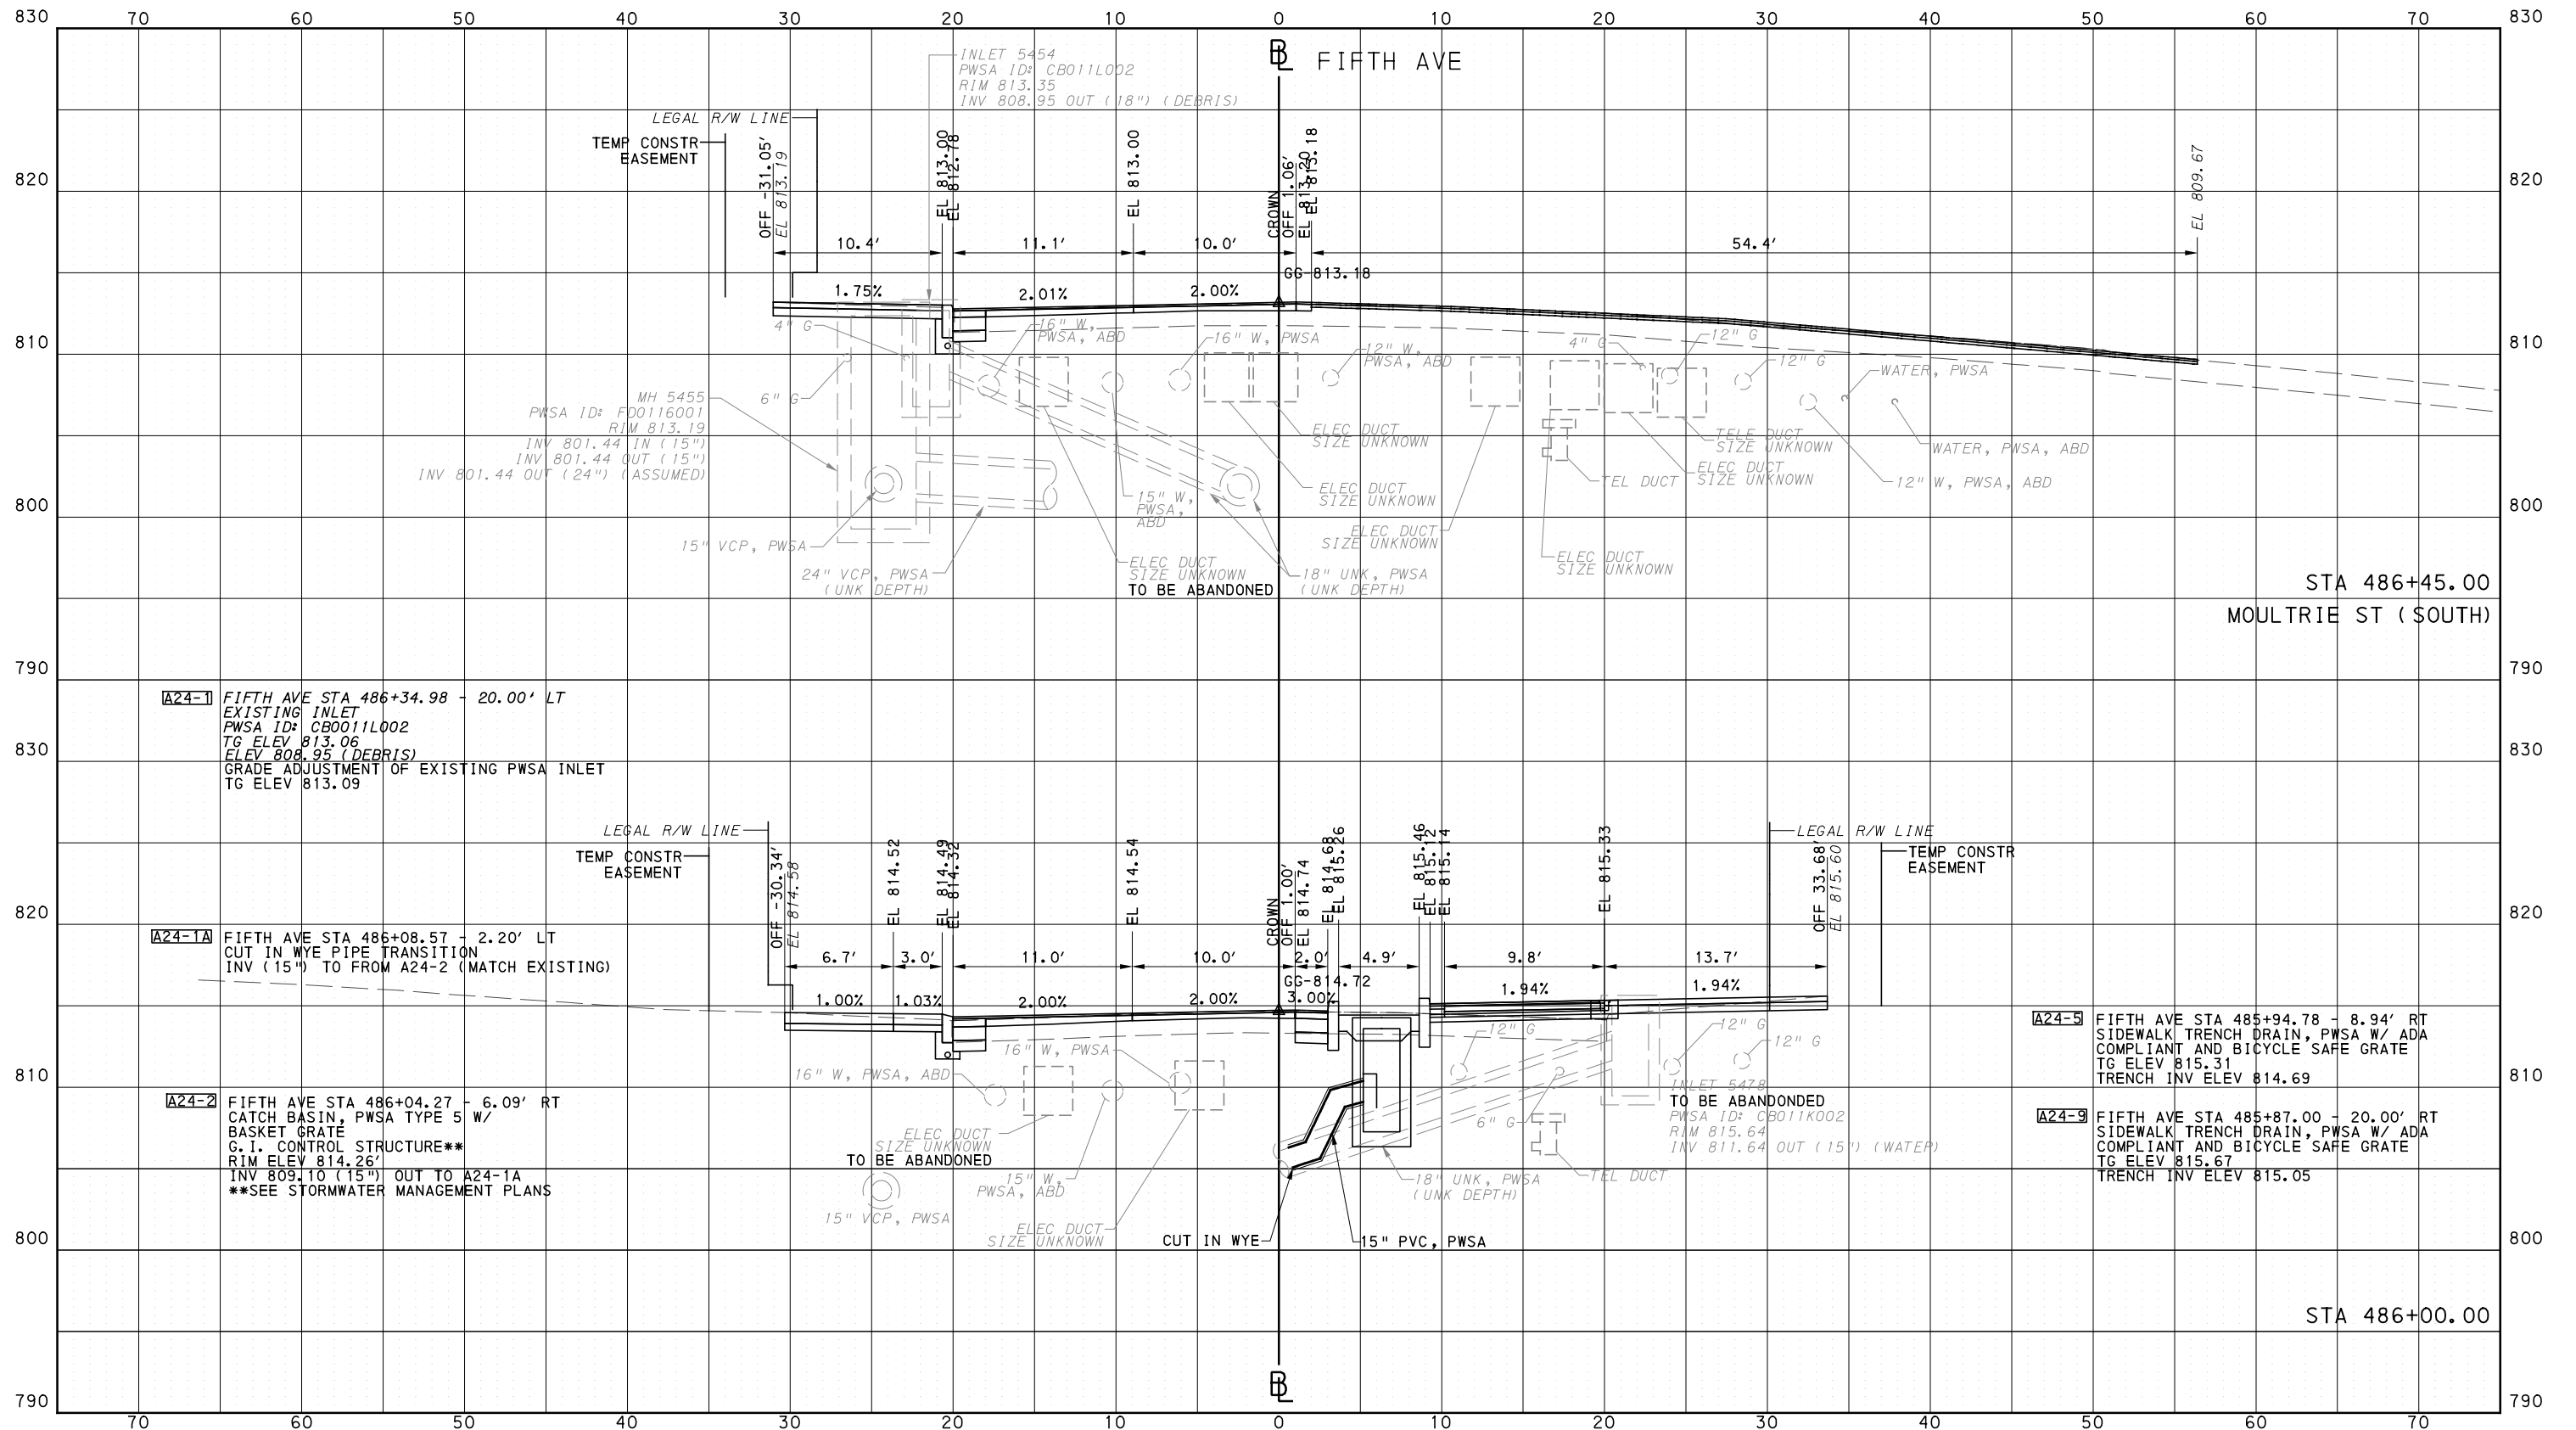 830 70 60 50 40 30 20 10 0 10 20 30 40 50 60 70 830
BL FIFTH AVE
INLET 5454
PWSA ID: CB011L002
RIM 813.35
INV 808.95 OUT (18") (DEBRIS)
LEGAL R/W LINE
TEMP CONSTR
EASEMENT
OFF -31.05'
EL 813.19
EL 813.00
EL 812.78
EL 813.00
CROWN
OFF 1.06'
EL 813.20
EL 813.18
EL 809.67
820 820
10.4' 11.1' 10.0' 54.4'
GG-813.18
1.75% 2.01% 2.00%
810 810
4" G
16" W,
PWSA, ABD
16" W, PWSA
12" W,
PWSA, ABD
4" G
12" G
12" G
WATER, PWSA
6" G
MH 5455
PWSA ID: FD0116001
RIM 813.19
INV 801.44 IN (15")
INV 801.44 OUT (15")
INV 801.44 OUT (24") (ASSUMED)
ELEC DUCT
SIZE UNKNOWN
TELE DUCT
SIZE UNKNOWN
WATER, PWSA, ABD
ELEC DUCT
SIZE UNKNOWN
TEL DUCT
12" W, PWSA, ABD
ELEC DUCT
SIZE UNKNOWN
15" W,
PWSA,
ABD
800 800
ELEC DUCT
SIZE UNKNOWN
15" VCP, PWSA
ELEC DUCT
SIZE UNKNOWN
24" VCP, PWSA
(UNK DEPTH)
ELEC DUCT
SIZE UNKNOWN
TO BE ABANDONED
18" UNK, PWSA
(UNK DEPTH)
STA 486+45.00
MOULTRIE ST (SOUTH)
790 790
A24-1 FIFTH AVE STA 486+34.98 - 20.00' LT
EXISTING INLET
PWSA ID: CB0011L002
TG ELEV 813.06
ELEV 808.95 (DEBRIS)
GRADE ADJUSTMENT OF EXISTING PWSA INLET
TG ELEV 813.09
830 830
LEGAL R/W LINE
TEMP CONSTR
EASEMENT
OFF -30.34'
EL 814.58
EL 814.52
EL 814.49
EL 814.32
EL 814.54
CROWN
OFF 1.00'
EL 814.74
EL 814.68
EL 815.26
EL 815.46
EL 815.12
EL 815.14
EL 815.33
OFF 33.68'
EL 815.60
LEGAL R/W LINE
TEMP CONSTR
EASEMENT
820 820
A24-1A FIFTH AVE STA 486+08.57 - 2.20' LT
CUT IN WYE PIPE TRANSITION
INV (15") TO FROM A24-2 (MATCH EXISTING)
6.7' 3.0' 11.0' 10.0' 2.0' 4.9' 9.8' 13.7'
GG-814.72
1.00% 1.03% 2.00% 2.00% 3.00% 1.94% 1.94%
A24-5 FIFTH AVE STA 485+94.78 - 8.94' RT
SIDEWALK TRENCH DRAIN, PWSA W/ ADA
COMPLIANT AND BICYCLE SAFE GRATE
TG ELEV 815.31
TRENCH INV ELEV 814.69
12" G
12" G
12" G
16" W, PWSA
16" W, PWSA, ABD
810 810
INLET 5478
TO BE ABANDONDED
PWSA ID: CB011K002
RIM 815.64
INV 811.64 OUT (15") (WATER)
6" G
A24-2 FIFTH AVE STA 486+04.27 - 6.09' RT
CATCH BASIN, PWSA TYPE 5 W/
BASKET GRATE
G.I. CONTROL STRUCTURE**
RIM ELEV 814.26'
INV 809.10 (15") OUT TO A24-1A
**SEE STORMWATER MANAGEMENT PLANS
A24-9 FIFTH AVE STA 485+87.00 - 20.00' RT
SIDEWALK TRENCH DRAIN, PWSA W/ ADA
COMPLIANT AND BICYCLE SAFE GRATE
TG ELEV 815.67
TRENCH INV ELEV 815.05
ELEC DUCT
SIZE UNKNOWN
TO BE ABANDONED
15" W,
PWSA, ABD
18" UNK, PWSA
(UNK DEPTH)
TEL DUCT
15" VCP, PWSA
ELEC DUCT
SIZE UNKNOWN
CUT IN WYE
15" PVC, PWSA
800 800
STA 486+00.00
BL
790 790
70 60 50 40 30 20 10 0 10 20 30 40 50 60 70